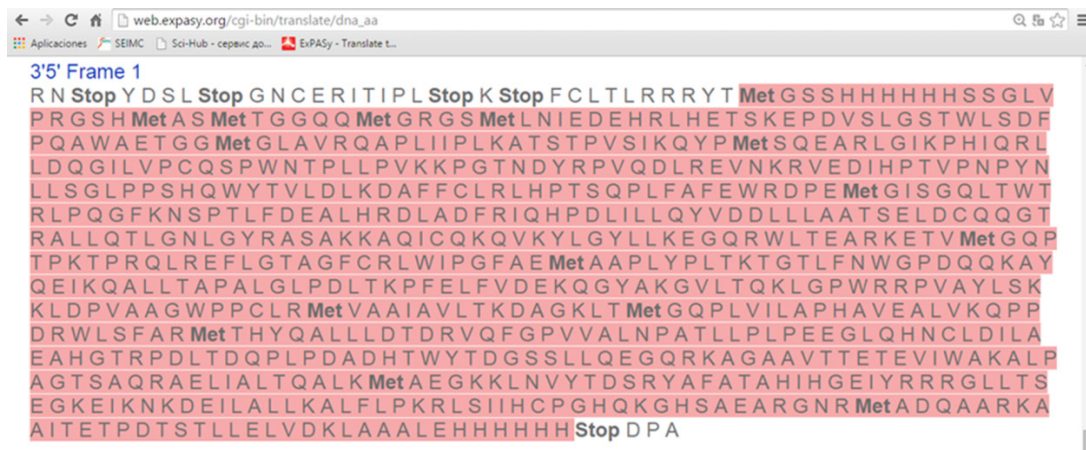 web.expasy.org/cgi-bin/translate/dna_aa
Aplicaciones SEIMC Sci-Hub - сервис до... ExPASy - Translate t...
3'5' Frame 1
R N Stop Y D S L Stop G N C E R I T I P L Stop K Stop F C L T L R R R Y T Met G S S H H H H H H S S G L V
P R G S H Met A S Met T G G Q Q Met G R G S Met L N I E D E H R L H E T S K E P D V S L G S T W L S D F
P Q A W A E T G G Met G L A V R Q A P L I I P L K A T S T P V S I K Q Y P Met S Q E A R L G I K P H I Q R L
L D Q G I L V P C Q S P W N T P L L P V K K P G T N D Y R P V Q D L R E V N K R V E D I H P T V P N P Y N
L L S G L P P S H Q W Y T V L D L K D A F F C L R L H P T S Q P L F A F E W R D P E Met G I S G Q L T W T
R L P Q G F K N S P T L F D E A L H R D L A D F R I Q H P D L I L L Q Y V D D L L L A A T S E L D C Q Q G T
R A L L Q T L G N L G Y R A S A K K A Q I C Q K Q V K Y L G Y L L K E G Q R W L T E A R K E T V Met G Q P
T P K T P R Q L R E F L G T A G F C R L W I P G F A E Met A A P L Y P L T K T G T L F N W G P D Q Q K A Y
Q E I K Q A L L T A P A L G L P D L T K P F E L F V D E K Q G Y A K G V L T Q K L G P W R R P V A Y L S K
K L D P V A A G W P P C L R Met V A A I A V L T K D A G K L T Met G Q P L V I L A P H A V E A L V K Q P P
D R W L S F A R Met T H Y Q A L L L D T D R V Q F G P V V A L N P A T L L P L P E E G L Q H N C L D I L A
E A H G T R P D L T D Q P L P D A D H T W Y T D G S S L L Q E G Q R K A G A A V T T E T E V I W A K A L P
A G T S A Q R A E L I A L T Q A L K Met A E G K K L N V Y T D S R Y A F A T A H I H G E I Y R R R G L L T S
E G K E I K N K D E I L A L L K A L F L P K R L S I I H C P G H Q K G H S A E A R G N R Met A D Q A A R K A
A I T E T P D T S T L L E L V D K L A A A L E H H H H H H Stop D P A